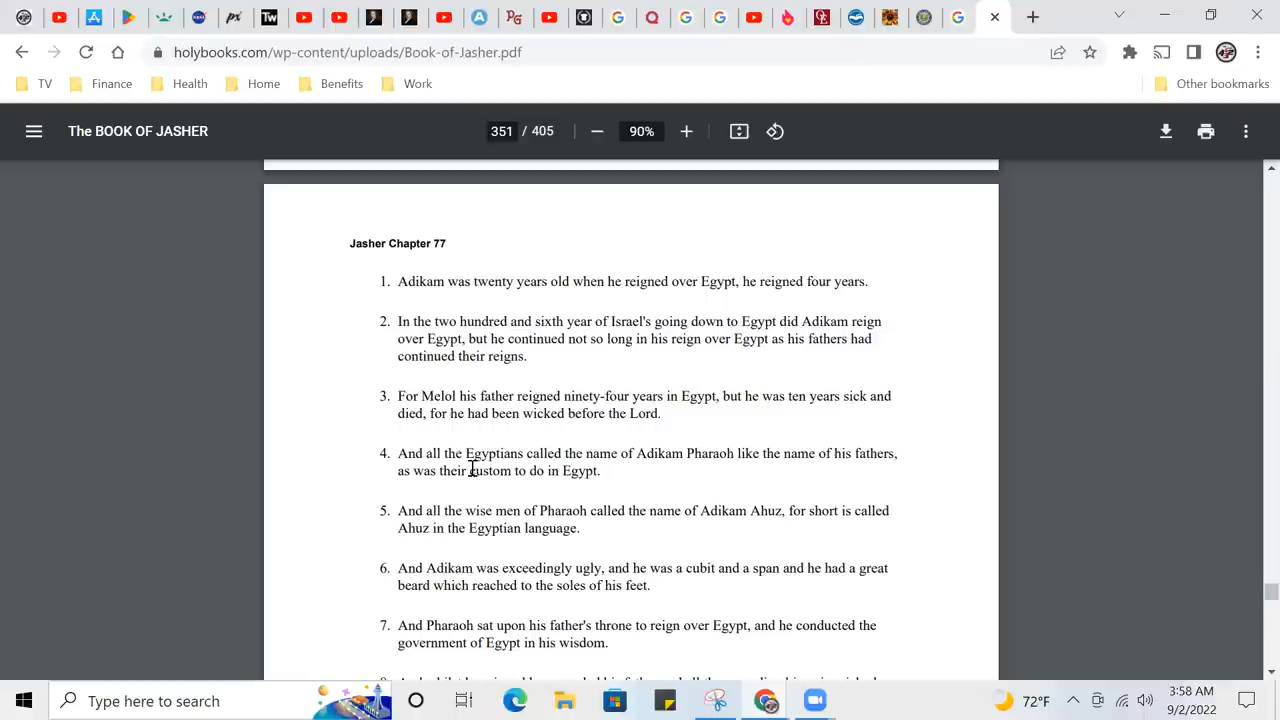 holybooks.com/wp-content/uploads/Book-of-Jasher.pdf
TV Finance Health Home Benefits Work Other bookmarks
The BOOK OF JASHER 351 / 405 90%
Jasher Chapter 77
1. Adikam was twenty years old when he reigned over Egypt, he reigned four years.
2. In the two hundred and sixth year of Israel's going down to Egypt did Adikam reign
over Egypt, but he continued not so long in his reign over Egypt as his fathers had
continued their reigns.
3. For Melol his father reigned ninety-four years in Egypt, but he was ten years sick and
died, for he had been wicked before the Lord.
4. And all the Egyptians called the name of Adikam Pharaoh like the name of his fathers,
as was their custom to do in Egypt.
5. And all the wise men of Pharaoh called the name of Adikam Ahuz, for short is called
Ahuz in the Egyptian language.
6. And Adikam was exceedingly ugly, and he was a cubit and a span and he had a great
beard which reached to the soles of his feet.
7. And Pharaoh sat upon his father's throne to reign over Egypt, and he conducted the
government of Egypt in his wisdom.
Type here to search 72°F 3:58 AM
9/2/2022